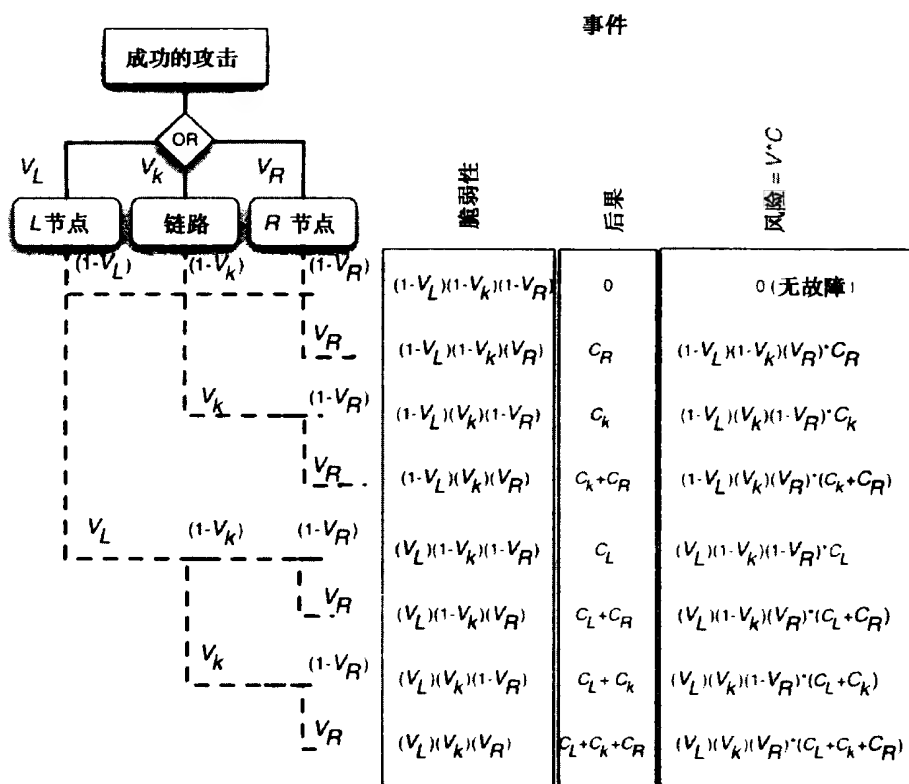 事件
成功的攻击
OR
V_L V_k V_R
L节点 链路 R 节点
脆弱性 后果 风险 = V*C
(1-V_L) (1-V_k) (1-V_R)
(1-V_L)(1-V_k)(1-V_R) 0 0 (无故障)
V_R (1-V_L)(1-V_k)(V_R) C_R (1-V_L)(1-V_k)(V_R)*C_R
V_k (1-V_R) (1-V_L)(V_k)(1-V_R) C_k (1-V_L)(V_k)(1-V_R)*C_k
V_R (1-V_L)(V_k)(V_R) C_k+C_R (1-V_L)(V_k)(V_R)*(C_k+C_R)
V_L (1-V_k) (1-V_R) (V_L)(1-V_k)(1-V_R) C_L (V_L)(1-V_k)(1-V_R)*C_L
V_R (V_L)(1-V_k)(V_R) C_L+C_R (V_L)(1-V_k)(V_R)*(C_L+C_R)
V_k (1-V_R) (V_L)(V_k)(1-V_R) C_L + C_k (V_L)(V_k)(1-V_R)*(C_L+C_k)
V_R (V_L)(V_k)(V_R) C_L+C_k+C_R (V_L)(V_k)(V_R)*(C_L+C_k+C_R)